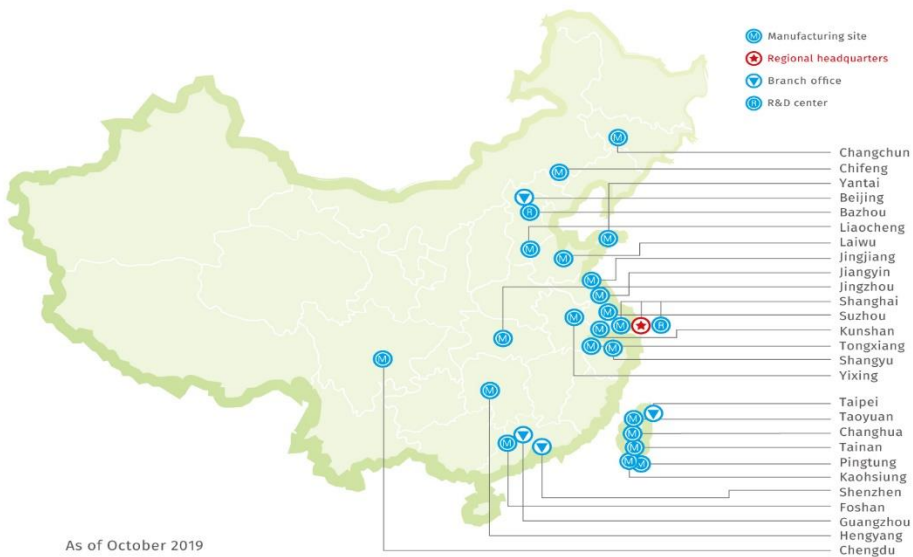 M Manufacturing site
Regional headquarters
Branch office
R R&D center
Changchun
Chifeng
Yantai
Beijing
Bazhou
Liaocheng
Laiwu
Jingjiang
Jiangyin
Jingzhou
Shanghai
Suzhou
Kunshan
Tongxiang
Shangyu
Yixing
Taipei
Taoyuan
Changhua
Tainan
Pingtung
Kaohsiung
Shenzhen
Foshan
Guangzhou
Hengyang
Chengdu
As of October 2019
M
M
R
M
M
M
M
M
M
M
M
M
R
M
M
M
M
M
M
M
M
M
M
M
M